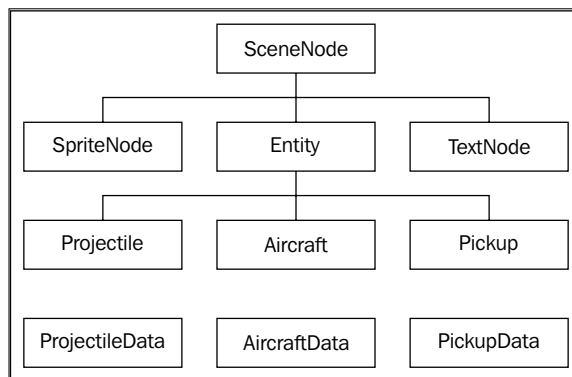 SceneNode
SpriteNode
Entity
TextNode
Projectile
Aircraft
Pickup
ProjectileData
AircraftData
PickupData